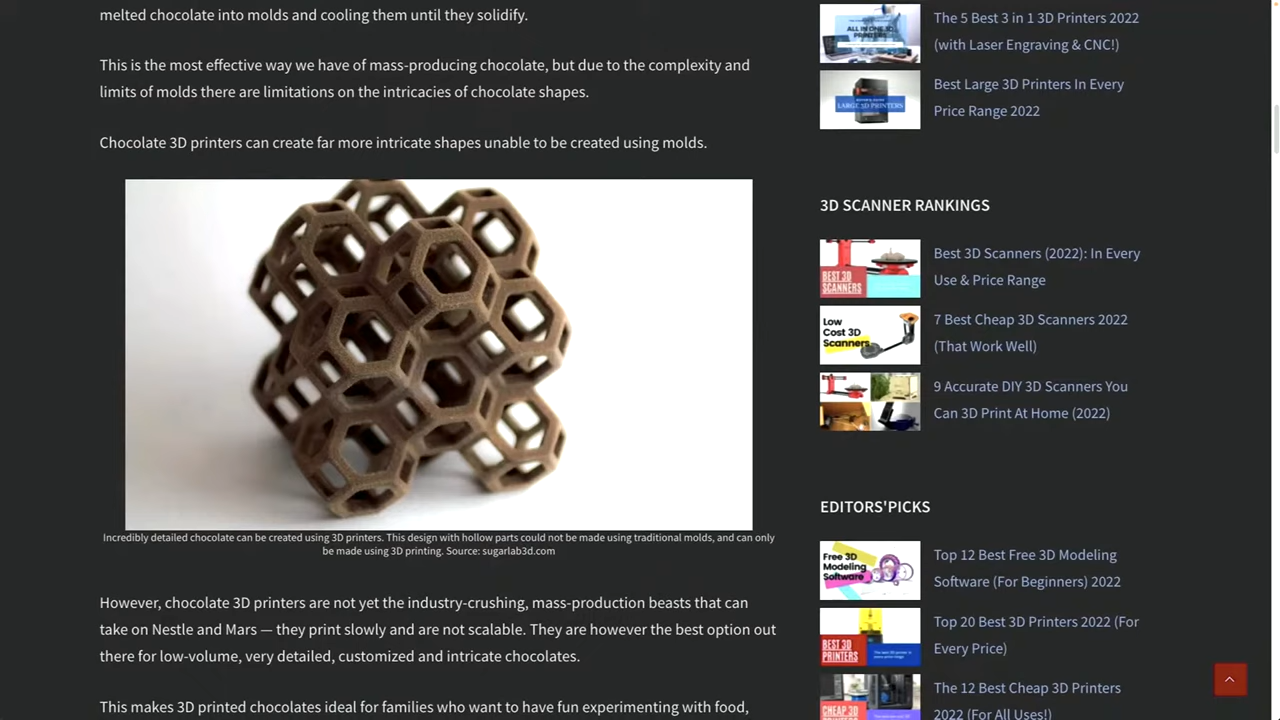 melted chocolate into molds and cooling them until they solidify.
This is an effective way we have of mass-producing chocolate, but due to the complexity and
limits of molds there are limitations on the intricacies of chocolate shapes.
Chocolate 3D printers can create far more intricate shapes unable to be created using molds.
Incredibly detailed chocolate can be created using 3D printers. This design with hollow parts could not be made using traditional molds, and can only
be made using 3D printing. Source: sugarlab3d.com
However, chocolate 3D printers are not yet the industry-crushing, mass-production beasts that can
take on Nestle and Mars — they print slowly and are not scalable. They are however the best option out
there for fine, very detailed, customised and intricate chocolates.
This makes 3D printed chocolate ideal for families who want to have fun experimenting with food,
ALL IN ONE 3D
PRINTERS
The 5 Best 3 in 1 3D Printers 2022
(with Laser Engraving & CNC!)
LARGE 3D PRINTERS
Best Large 3D Printers In Every
Price Range 2022
3D SCANNER RANKINGS
BEST 3D
SCANNERS
Best 3D Scanners (2022): In Every
Use & Price Range
Low
Cost 3D
Scanners
7 Best Cheap 3D Scanners 2022
(That Work Well)
9 Accurate DIY 3D Scanners You
Can 3D Print At Home (2022)
EDITORS'PICKS
Free 3D
Modeling
Software
Top 12 Best Free 3D Modeling
Software (For Beginners) 2022
BEST 3D
PRINTERS
Top 20 Best 3D Printers 2022 (For
Every Price)
CHEAP 3D
The 12 Best Cheap 3D Printers
2022 (For All Uses!)